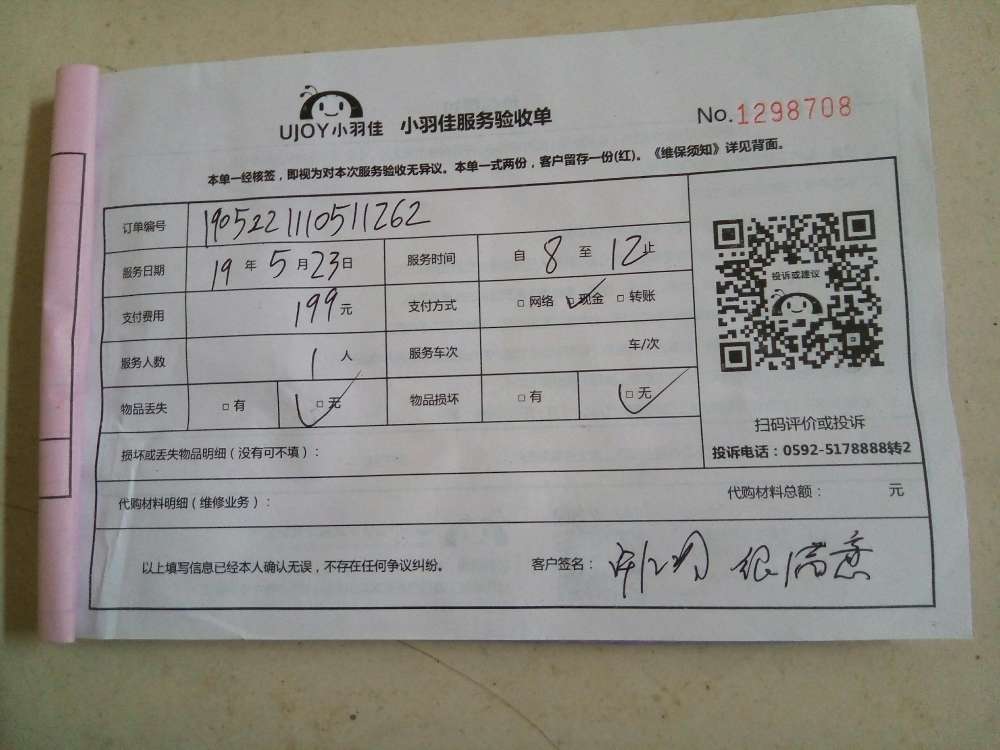 UJOY小羽佳 小羽佳服务验收单 No.1298708
本单一经核签，即视为对本次服务验收无异议。本单一式两份，客户留存一份(红)。《维保须知》详见背面。
订单编号 1905221110511262
服务日期 19 年 5 月 23 日 服务时间 自 8 至 12 止
支付费用 199 元 支付方式 □ 网络 □ 现金 □ 转账
投诉或建议
服务人数 1 人 服务车次 车/次
物品丢失 □ 有 □ 无 物品损坏 □ 有 □ 无
扫码评价或投诉
投诉电话：0592-5178888转2
损坏或丢失物品明细（没有可不填）：
代购材料明细（维修业务）： 代购材料总额： 元
以上填写信息已经本人确认无误，不存在任何争议纠纷。 客户签名： 很满意